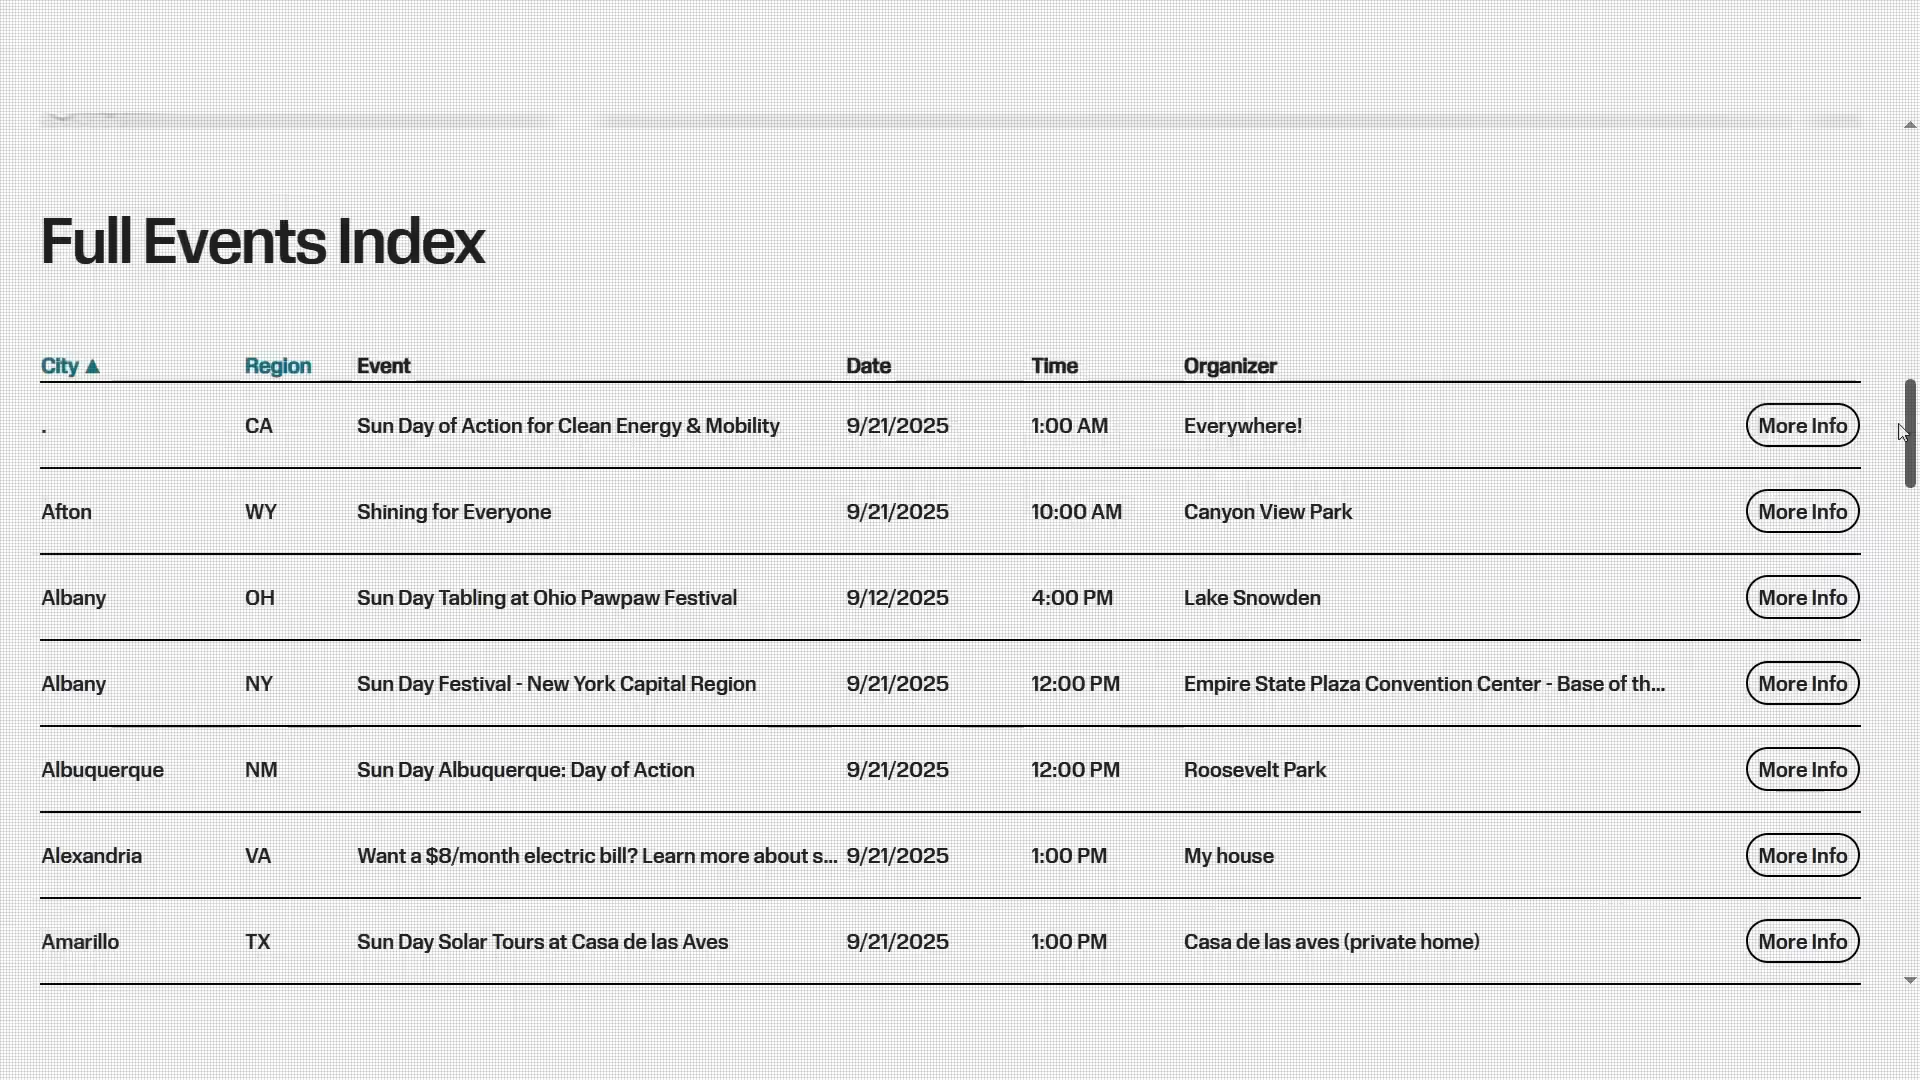 Full Events Index
City ▲ Region Event Date Time Organizer
. CA Sun Day of Action for Clean Energy & Mobility 9/21/2025 1:00 AM Everywhere! More Info
Afton WY Shining for Everyone 9/21/2025 10:00 AM Canyon View Park More Info
Albany OH Sun Day Tabling at Ohio Pawpaw Festival 9/12/2025 4:00 PM Lake Snowden More Info
Albany NY Sun Day Festival - New York Capital Region 9/21/2025 12:00 PM Empire State Plaza Convention Center - Base of th... More Info
Albuquerque NM Sun Day Albuquerque: Day of Action 9/21/2025 12:00 PM Roosevelt Park More Info
Alexandria VA Want a $8/month electric bill? Learn more about s... 9/21/2025 1:00 PM My house More Info
Amarillo TX Sun Day Solar Tours at Casa de las Aves 9/21/2025 1:00 PM Casa de las aves (private home) More Info